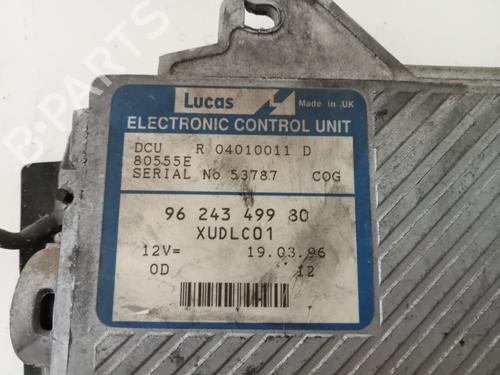 Lucas Made in UK
ELECTRONIC CONTROL UNIT
DCU R 04010011 D
80555E
SERIAL No 53787 COG
96 243 499 80
XUDLC01
12V= 19.03.96
0D 12
B-PARTS